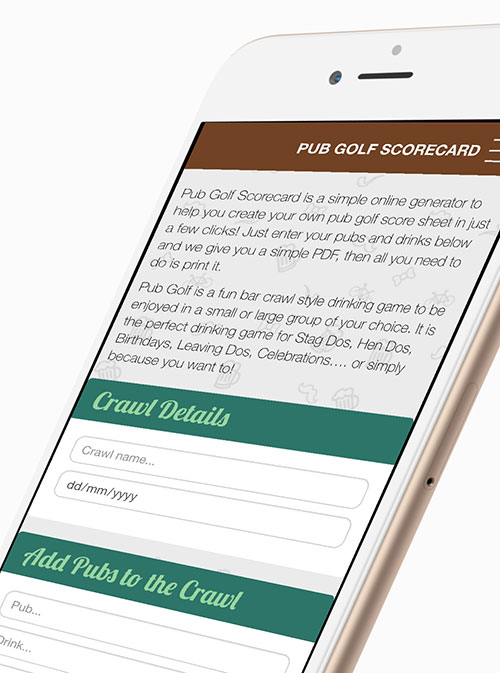 PUB GOLF SCORECARD
Pub Golf Scorecard is a simple online generator to
help you create your own pub golf score sheet in just
a few clicks! Just enter your pubs and drinks below
and we give you a simple PDF, then all you need to
do is print it.
Pub Golf is a fun bar crawl style drinking game to be
enjoyed in a small or large group of your choice. It is
the perfect drinking game for Stag Dos, Hen Dos,
Birthdays, Leaving Dos, Celebrations.... or simply
because you want to!
Crawl Details
Crawl name...
dd/mm/yyyy
Add Pubs to the Crawl
Pub...
Drink...